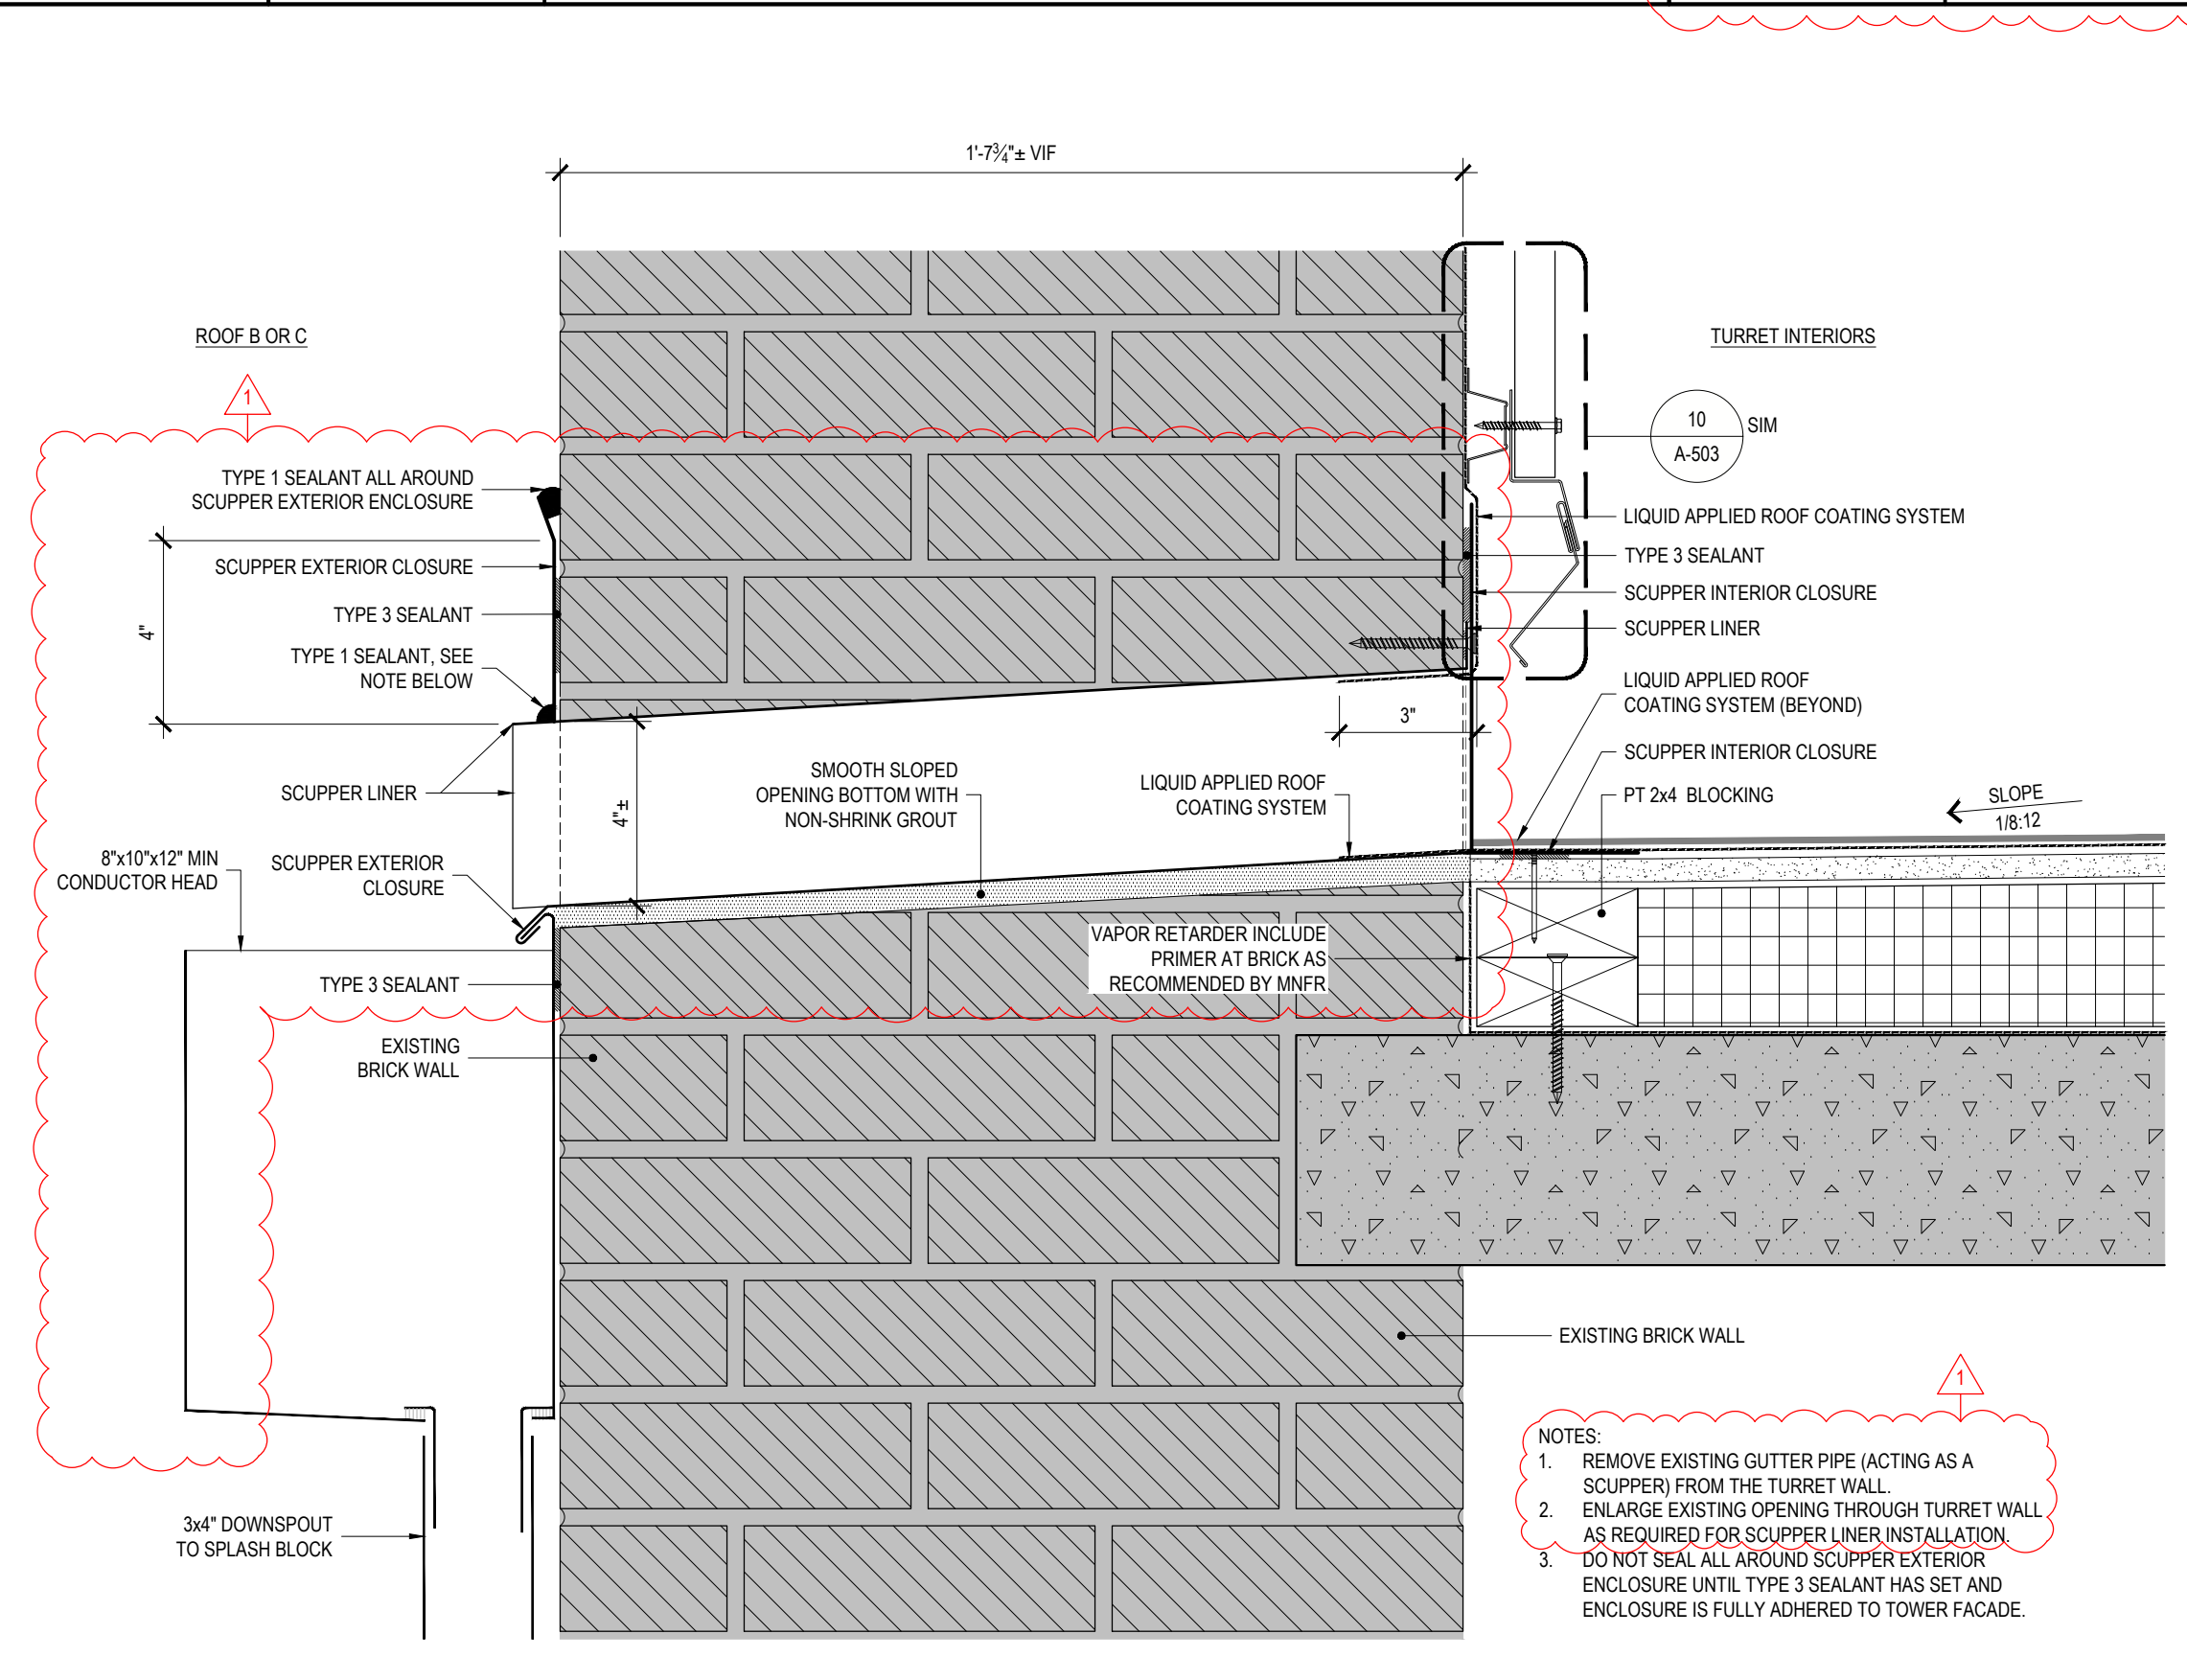 1'-7¾"± VIF
ROOF B OR C
TURRET INTERIORS
1
10
A-503
SIM
TYPE 1 SEALANT ALL AROUND
SCUPPER EXTERIOR ENCLOSURE
SCUPPER EXTERIOR CLOSURE
TYPE 3 SEALANT
4"
TYPE 1 SEALANT, SEE
NOTE BELOW
LIQUID APPLIED ROOF COATING SYSTEM
TYPE 3 SEALANT
SCUPPER INTERIOR CLOSURE
SCUPPER LINER
LIQUID APPLIED ROOF
COATING SYSTEM (BEYOND)
3"
SCUPPER INTERIOR CLOSURE
PT 2x4 BLOCKING
SLOPE
1/8:12
SCUPPER LINER
4"±
SMOOTH SLOPED
OPENING BOTTOM WITH
NON-SHRINK GROUT
LIQUID APPLIED ROOF
COATING SYSTEM
8"x10"x12" MIN
CONDUCTOR HEAD
SCUPPER EXTERIOR
CLOSURE
VAPOR RETARDER INCLUDE
PRIMER AT BRICK AS
RECOMMENDED BY MNFR
TYPE 3 SEALANT
EXISTING
BRICK WALL
EXISTING BRICK WALL
3x4" DOWNSPOUT
TO SPLASH BLOCK
1
NOTES:
1. REMOVE EXISTING GUTTER PIPE (ACTING AS A
SCUPPER) FROM THE TURRET WALL.
2. ENLARGE EXISTING OPENING THROUGH TURRET WALL
AS REQUIRED FOR SCUPPER LINER INSTALLATION.
3. DO NOT SEAL ALL AROUND SCUPPER EXTERIOR
ENCLOSURE UNTIL TYPE 3 SEALANT HAS SET AND
ENCLOSURE IS FULLY ADHERED TO TOWER FACADE.